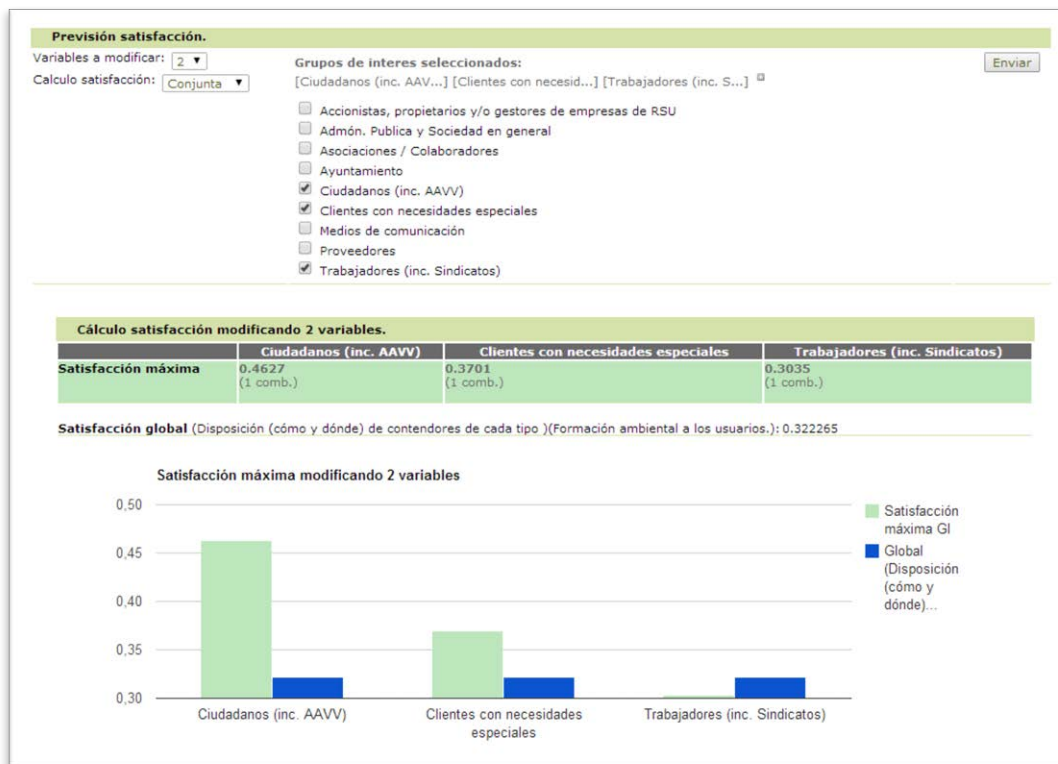 Previsión satisfacción.
Variables a modificar: 2
Calculo satisfacción: Conjunta
Grupos de interes seleccionados:
[Ciudadanos (inc. AAV...] [Clientes con necesid...] [Trabajadores (inc. S...]
Enviar
Accionistas, propietarios y/o gestores de empresas de RSU
Admón. Publica y Sociedad en general
Asociaciones / Colaboradores
Ayuntamiento
Ciudadanos (inc. AAVV)
Clientes con necesidades especiales
Medios de comunicación
Proveedores
Trabajadores (inc. Sindicatos)
Cálculo satisfacción modificando 2 variables.
Ciudadanos (inc. AAVV) Clientes con necesidades especiales Trabajadores (inc. Sindicatos)
Satisfacción máxima 0.4627 0.3701 0.3035
(1 comb.) (1 comb.) (1 comb.)
Satisfacción global (Disposición (cómo y dónde) de contendores de cada tipo )(Formación ambiental a los usuarios.): 0.322265
Satisfacción máxima modificando 2 variables
0,50
0,45
0,40
0,35
0,30
Ciudadanos (inc. AAVV)
Clientes con necesidades
especiales
Trabajadores (inc. Sindicatos)
Satisfacción
máxima GI
Global
(Disposición
(cómo y
dónde)...